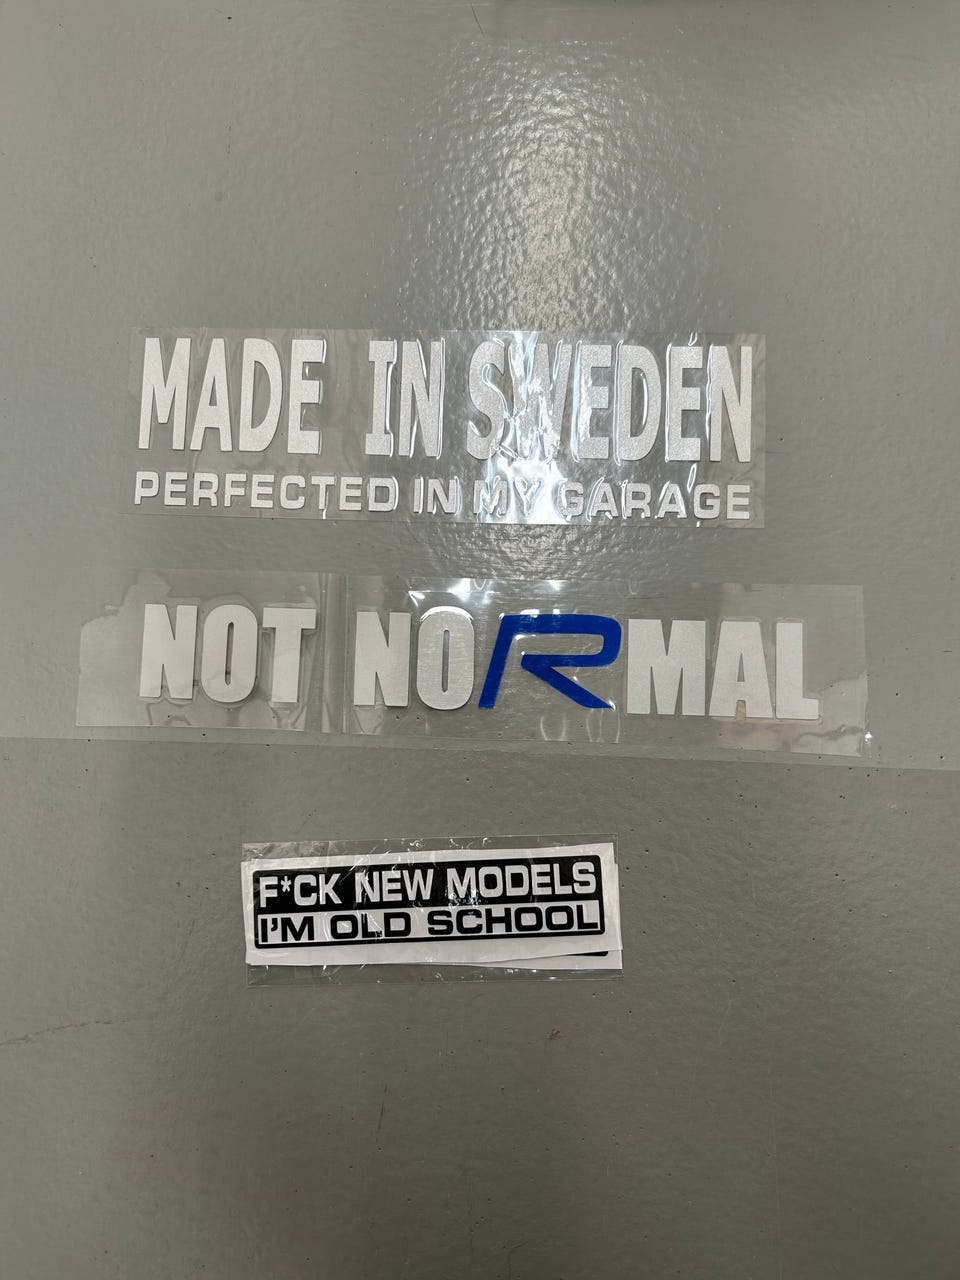 MADE IN SWEDEN
PERFECTED IN MY GARAGE
NOT NORMAL
F*CK NEW MODELS
I'M OLD SCHOOL